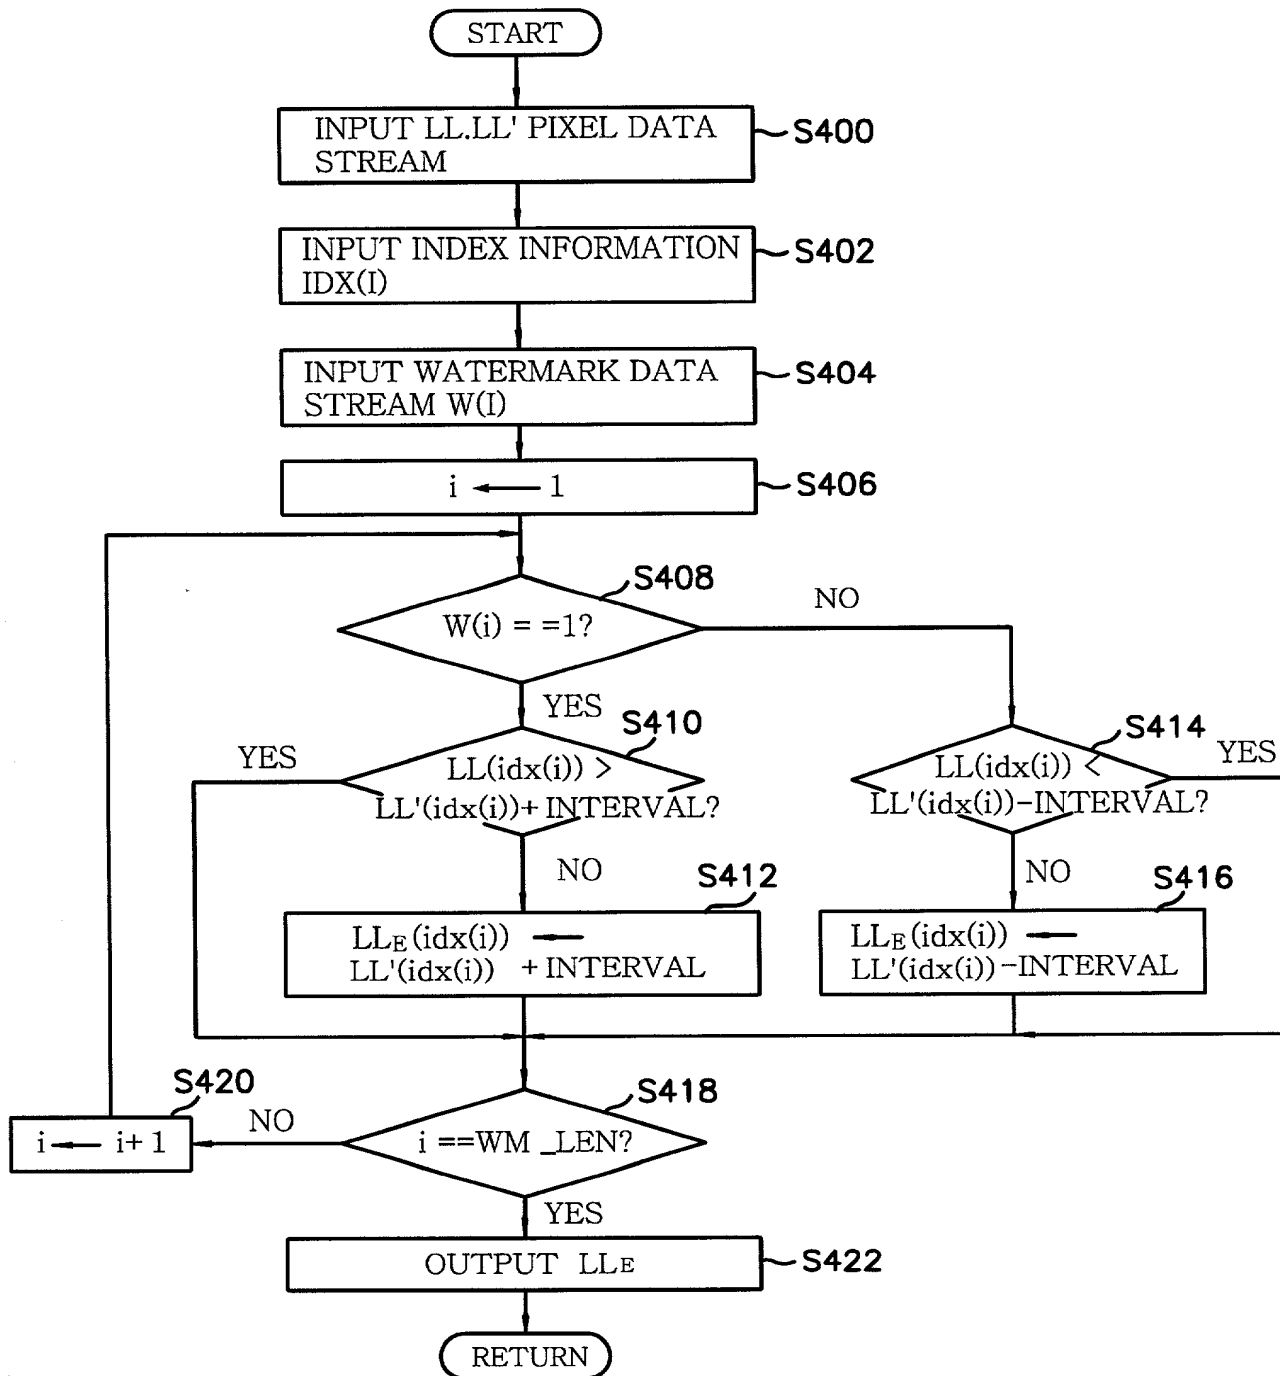 START
INPUT LL.LL' PIXEL DATA
STREAM
S400
INPUT INDEX INFORMATION
IDX(I)
S402
INPUT WATERMARK DATA
STREAM W(I)
S404
i ← 1
S406
S408
W(i) = =1?
NO
YES
S410
YES
LL(idx(i)) >
LL'(idx(i))+ INTERVAL?
S414
YES
LL(idx(i)) <
LL'(idx(i))-INTERVAL?
NO
NO
S412
LLE(idx(i)) ←
LL'(idx(i)) +INTERVAL
S416
LLE(idx(i)) ←
LL'(idx(i))-INTERVAL
S420
i ← i+ 1
NO
S418
i ==WM_LEN?
YES
OUTPUT LLE
S422
RETURN